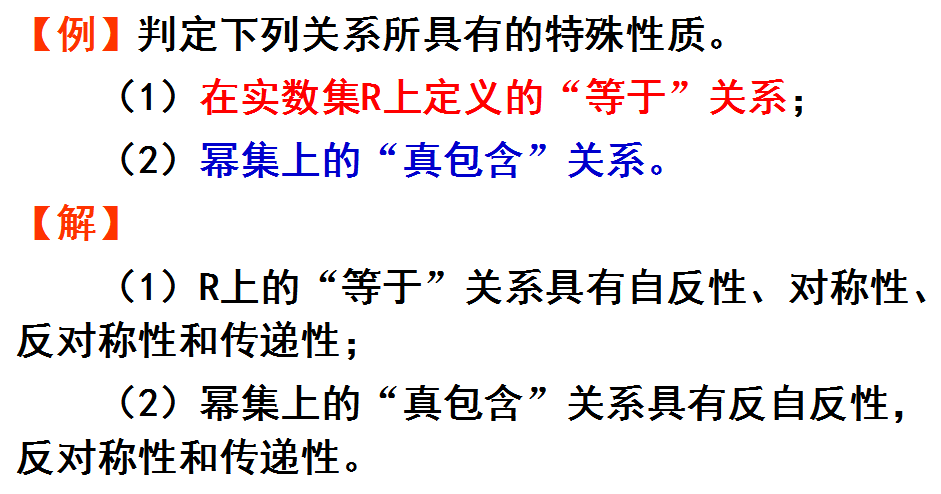 【例】判定下列关系所具有的特殊性质。
（1）在实数集R上定义的“等于”关系；
（2）幂集上的“真包含”关系。
【解】
（1）R上的“等于”关系具有自反性、对称性、
反对称性和传递性；
（2）幂集上的“真包含”关系具有反自反性，
反对称性和传递性。